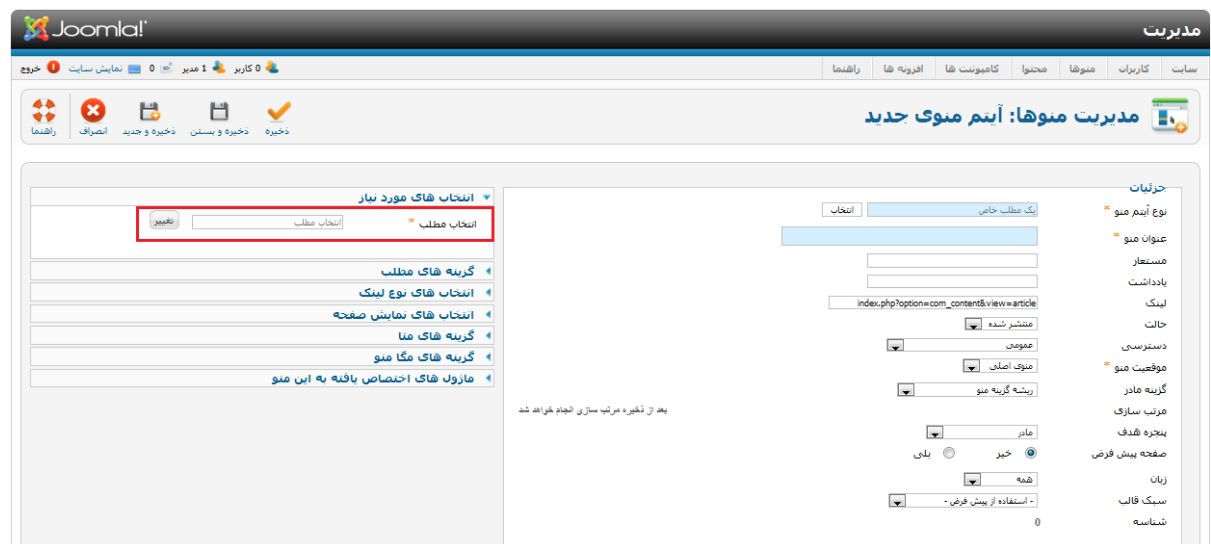 Joomla!
مدیریت
سایت کاربران منوها محتوا کامپوننت ها افزونه ها راهنما
0 کاربر 1 مدیر 0 نمایش سایت خروج
مدیریت منوها: آیتم منوی جدید
ذخیره ذخیره و بستن ذخیره و جدید انصراف راهنما
جزئیات
نوع آیتم منو * یک مطلب خاص انتخاب
عنوان منو *
مستعار
یادداشت
لینک index.php?option=com_content&view=article
حالت منتشر شده
دسترسی عمومی
موقعیت منو * منوی اصلی
گزینه مادر ریشه گزینه منو
مرتب سازی بعد از ذخیره مرتب سازی انجام خواهد شد
پنجره هدف مادر
صفحه پیش فرض خیر بلی
زبان همه
سبک قالب - استفاده از پیش فرض -
شناسه 0
انتخاب های مورد نیاز
انتخاب مطلب * انتخاب مطلب تغییر
گزینه های مطلب
انتخاب های نوع لینک
انتخاب های نمایش صفحه
گزینه های متا
گزینه های مگا منو
ماژول های اختصاص یافته به این منو